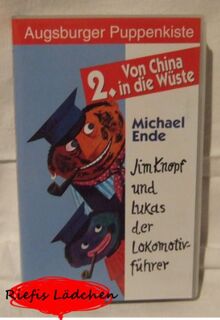 Augsburger Puppenkiste
2. Von China
in die Wüste
Michael
Ende
Jim Knopf
und
Lukas
der
Lokomotiv-
führer
Riefis Lädchen